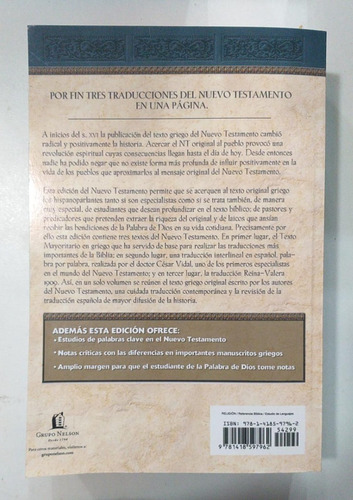 POR FIN TRES TRADUCCIONES DEL NUEVO TESTAMENTO
EN UNA PÁGINA.
A inicios del s. XVI la publicación del texto griego del Nuevo Testamento cambió
radical y positivamente la historia. Acercar el NT original al pueblo provocó una
revolución espiritual cuyas consecuencias llegan hasta el día de hoy. Desde entonces
nadie ha podido negar que no existe forma más profunda de influir positivamente en la
vida de los pueblos que aproximarlos al mensaje original del Nuevo Testamento.
Esta edición del Nuevo Testamento permite que se acerquen al texto original griego
los hispanoparlantes tanto si son especialistas como si se trata también, de manera
muy especial, de estudiantes que desean profundizar en el texto bíblico; de pastores y
predicadores que pretenden extraer la riqueza del original y de laicos que ansían
recibir las bendiciones de la Palabra de Dios en su vida cotidiana. Precisamente por
ello esta edición contiene tres textos del Nuevo Testamento. En primer lugar, el Texto
Mayoritario en griego que ha servido de base para realizar las traducciones más
importantes de la Biblia; en segundo lugar, una traducción interlineal en español, palabra
por palabra, realizada por el doctor César Vidal, uno de los primeros especialistas
en el mundo del Nuevo Testamento; y en tercer lugar, la traducción Reina-Valera
1909. Así, en un solo volumen se reúnen el texto griego original escrito por los autores
del Nuevo Testamento, una cuidada traducción contemporánea y la revisión de la
traducción española de mayor difusión de la historia.
ADEMÁS ESTA EDICIÓN OFRECE:
• Estudios de palabras clave en el Nuevo Testamento
• Notas críticas con las diferencias en importantes manuscritos griegos
• Amplio margen para que el estudiante de la Palabra de Dios tome notas
GRUPO NELSON
Desde 1798
gruponelson.com
ISBN: 978-1-4185-9796-2
54299
9 781418 597962